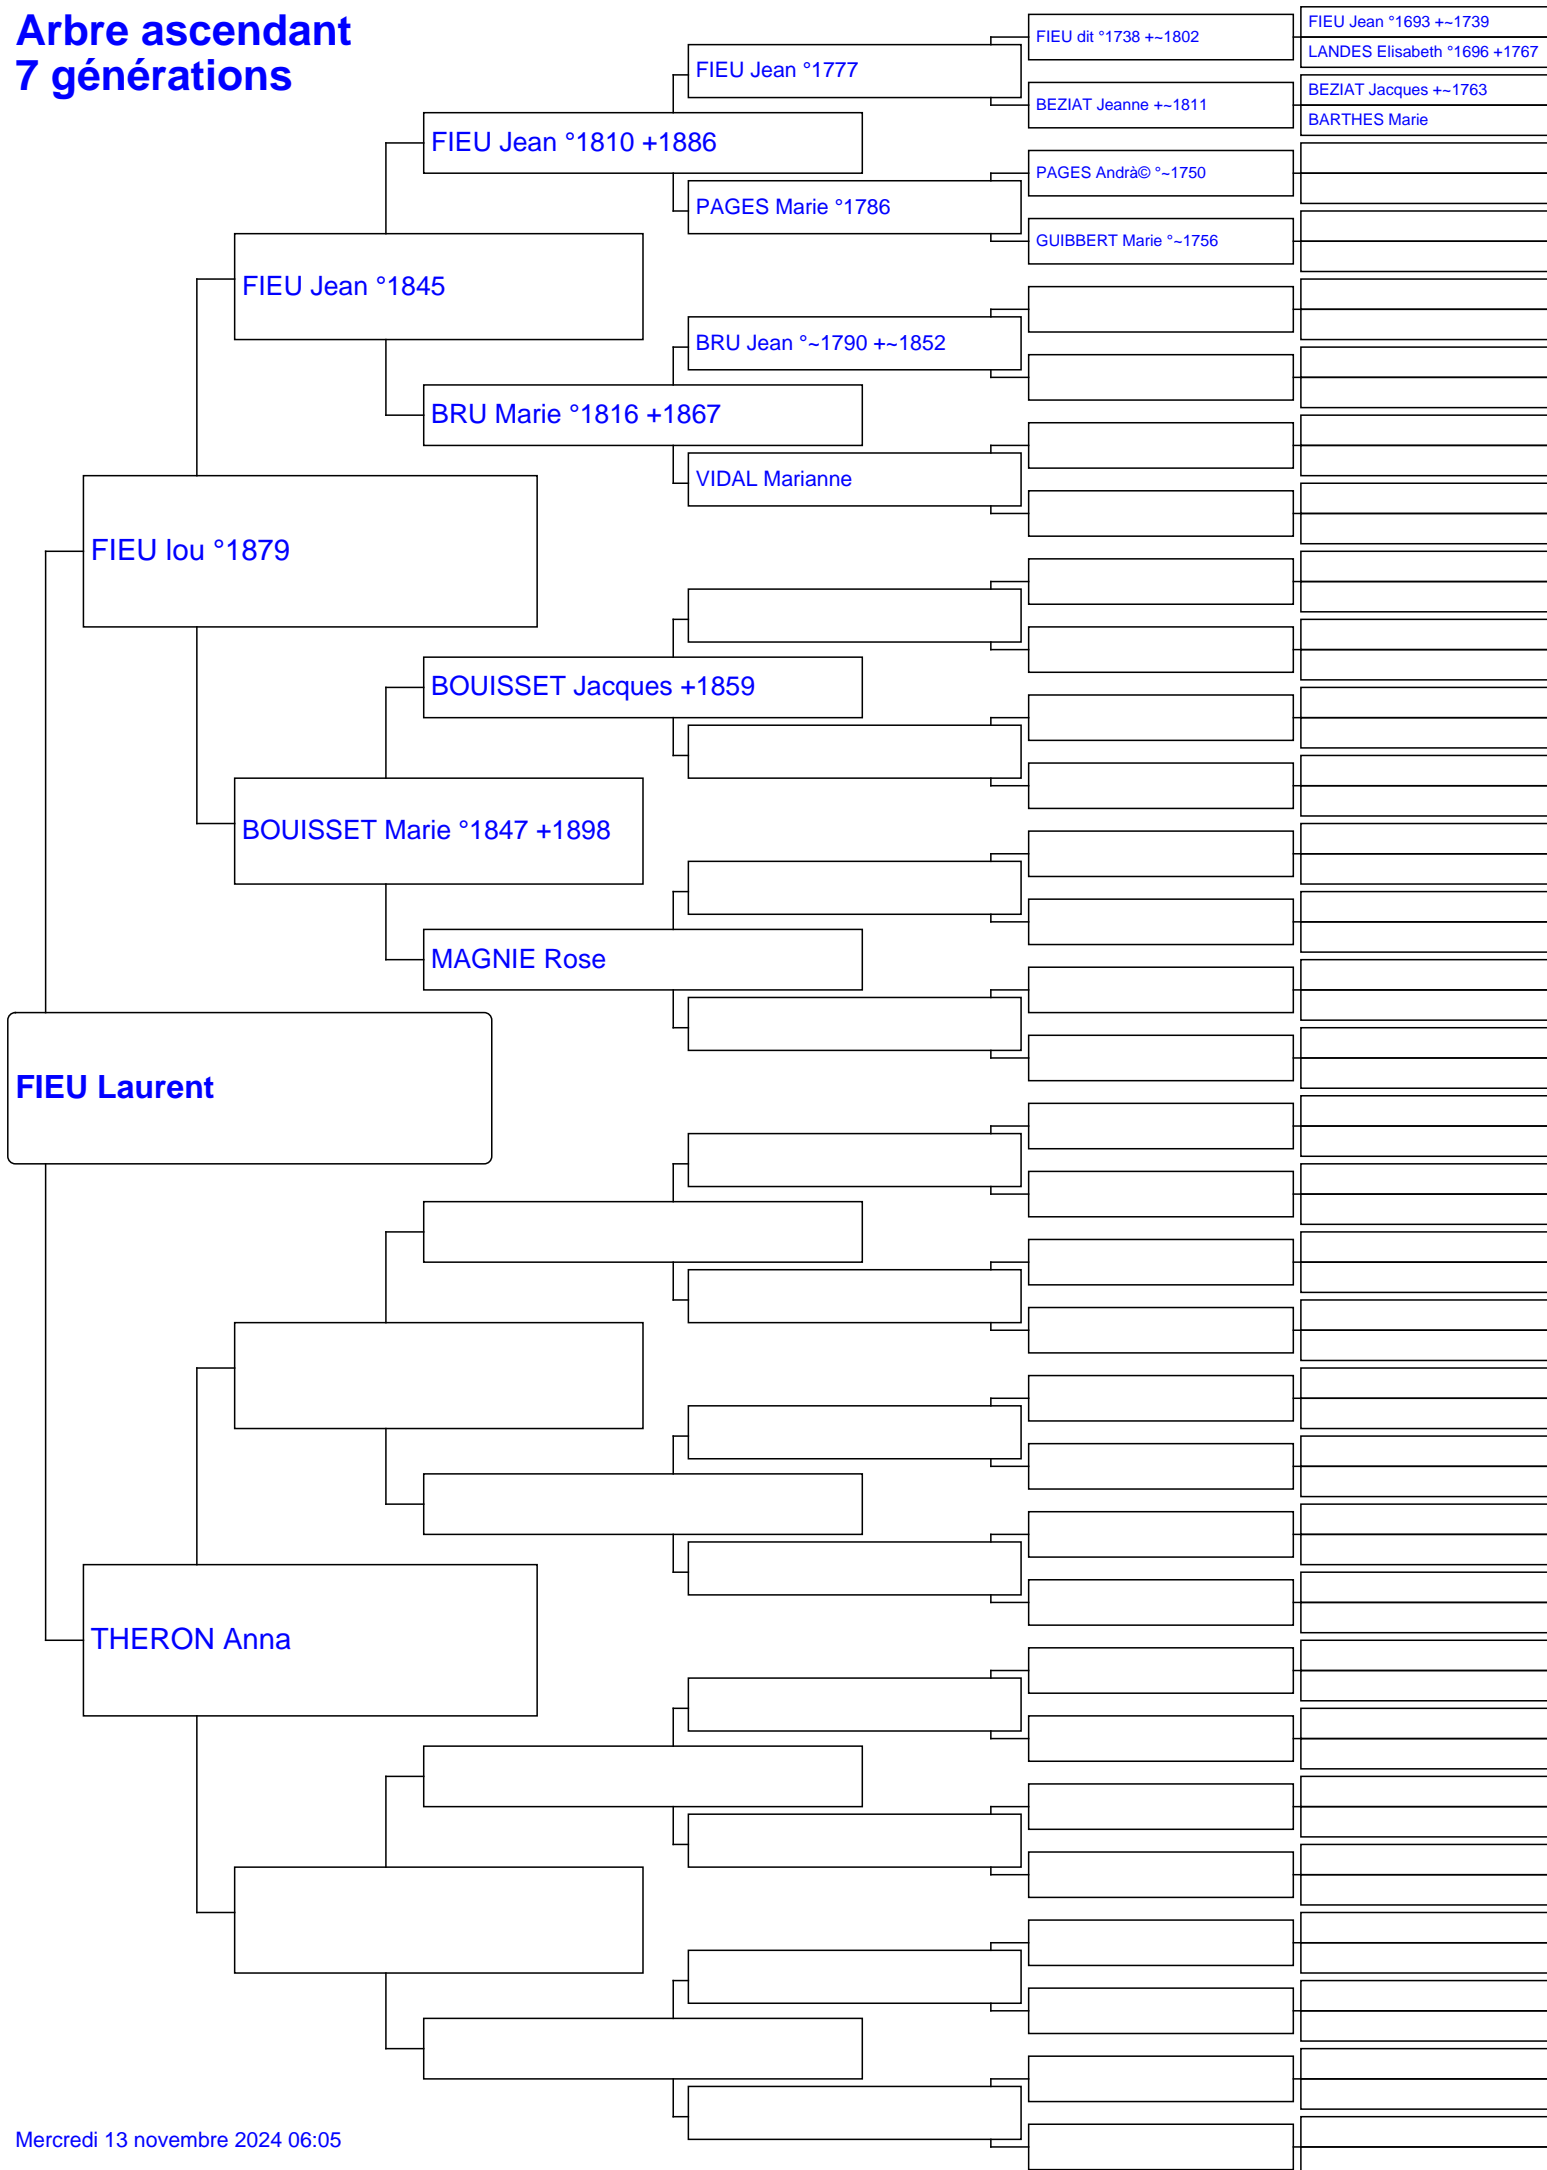 Arbre ascendant
7 générations
FIEU Jean °1693 +~1739
FIEU dit °1738 +~1802
LANDES Elisabeth °1696 +1767
FIEU Jean °1777
BEZIAT Jacques +~1763
BEZIAT Jeanne +~1811
BARTHES Marie
FIEU Jean °1810 +1886
PAGES Andrà© °~1750
PAGES Marie °1786
GUIBBERT Marie °~1756
FIEU Jean °1845
BRU Jean °~1790 +~1852
BRU Marie °1816 +1867
VIDAL Marianne
FIEU lou °1879
BOUISSET Jacques +1859
BOUISSET Marie °1847 +1898
MAGNIE Rose
FIEU Laurent
THERON Anna
Mercredi 13 novembre 2024 06:05